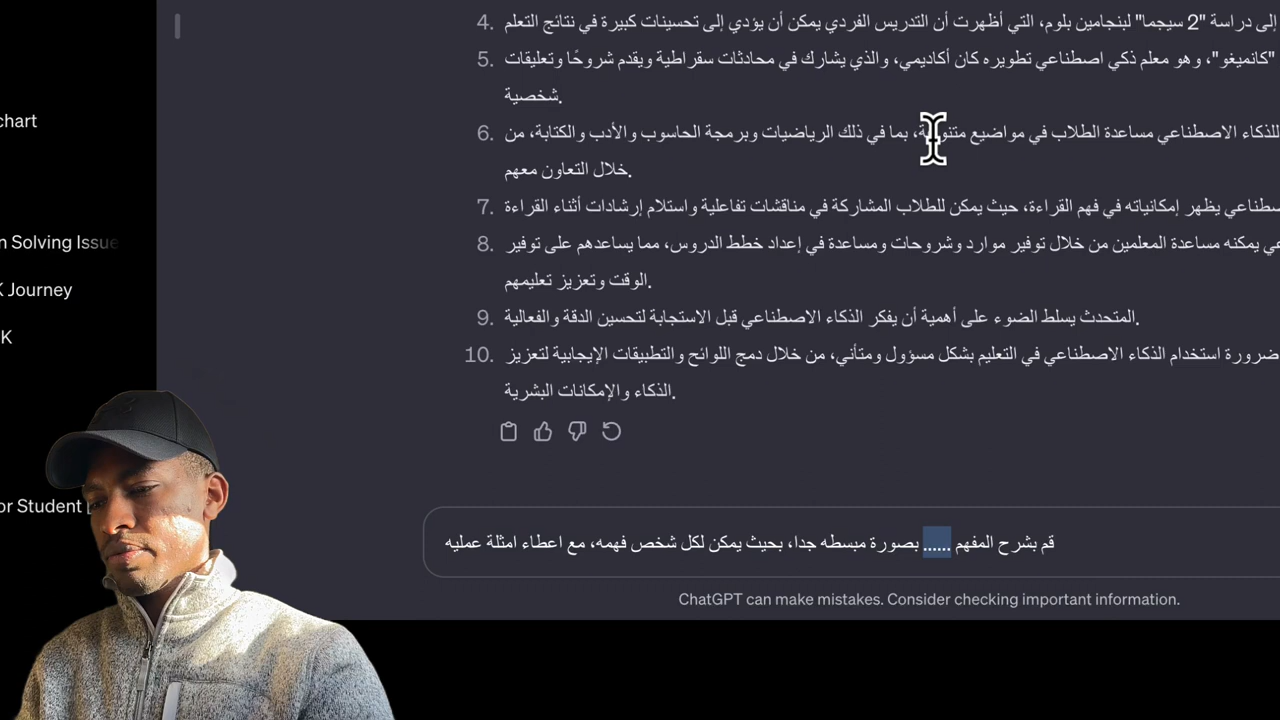 chart
n Solving Issue
K Journey
K
or Student
4. إلى دراسة "2 سيجما" لبنجامين بلوم، التي أظهرت أن التدريس الفردي يمكن أن يؤدي إلى تحسينات كبيرة في نتائج التعلم
5. "كانميغو"، وهو معلم ذكي اصطناعي تطويره كان أكاديمي، والذي يشارك في محادثات سقراطية ويقدم شروحًا وتعليقات
شخصية.
6. للذكاء الاصطناعي مساعدة الطلاب في مواضيع متنوعة، بما في ذلك الرياضيات وبرمجة الحاسوب والأدب والكتابة، من
خلال التعاون معهم.
7. يظهر إمكانياته في فهم القراءة، حيث يمكن للطلاب المشاركة في مناقشات تفاعلية واستلام إرشادات أثناء القراءة
8. يمكنه مساعدة المعلمين من خلال توفير موارد وشروحات ومساعدة في إعداد خطط الدروس، مما يساعدهم على توفير
الوقت وتعزيز تعليمهم.
9. المتحدث يسلط الضوء على أهمية أن يفكر الذكاء الاصطناعي قبل الاستجابة لتحسين الدقة والفعالية.
10. ضرورة استخدام الذكاء الاصطناعي في التعليم بشكل مسؤول ومتأني، من خلال دمج اللوائح والتطبيقات الإيجابية لتعزيز
الذكاء والإمكانات البشرية.
قم بشرح المفهم ...... بصورة مبسطه جدا، بحيث يمكن لكل شخص فهمه، مع اعطاء امثلة عمليه
ChatGPT can make mistakes. Consider checking important information.